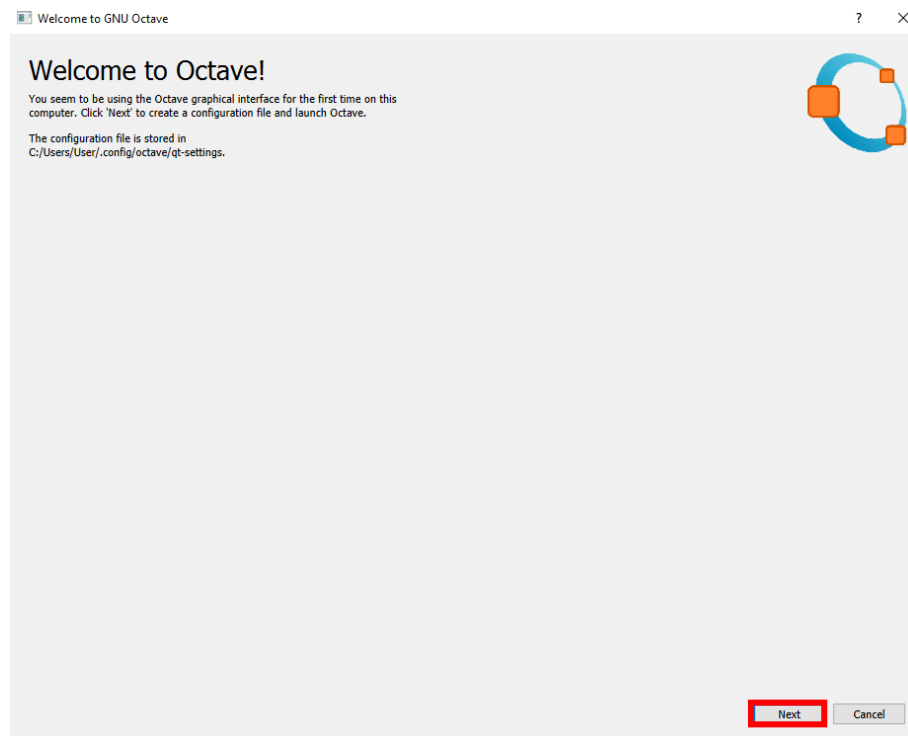 Welcome to GNU Octave
?
Welcome to Octave!
You seem to be using the Octave graphical interface for the first time on this
computer. Click 'Next' to create a configuration file and launch Octave.
The configuration file is stored in
C:/Users/User/.config/octave/qt-settings.
Next
Cancel